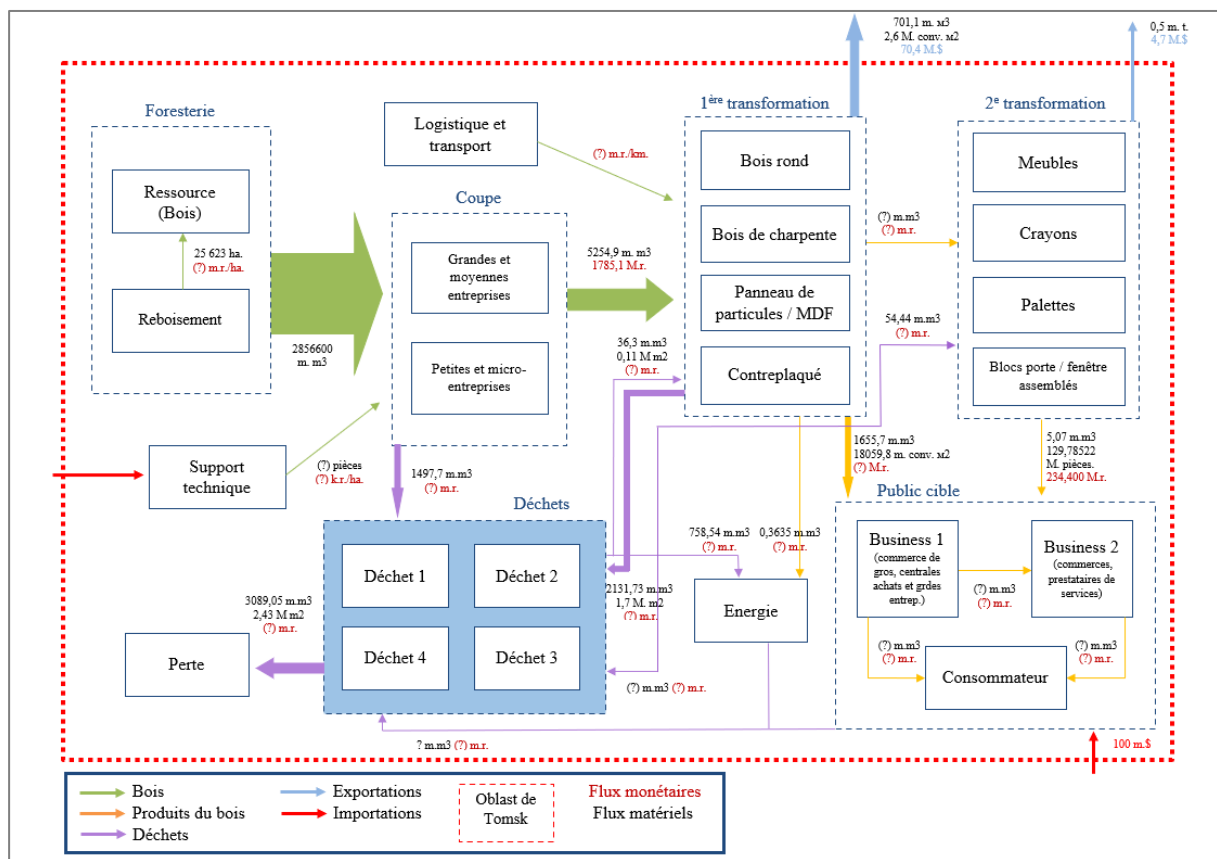 701,1 m. м3
2,6 M. conv. м2
70,4 M.$
0,5 m. t.
4,7 M.$
Foresterie
Ressource
(Bois)
25 623 ha.
(?) m.r./ha.
Reboisement
2856600
m. m3
Logistique et
transport
(?) m.r./km.
Coupe
Grandes et
moyennes
entreprises
Petites et micro-
entreprises
5254,9 m. m3
1785,1 M.r.
1ère transformation
Bois rond
Bois de charpente
Panneau de
particules / MDF
Contreplaqué
2e transformation
Meubles
Crayons
Palettes
Blocs porte / fenêtre
assemblés
(?) m.m3
(?) m.r.
54,44 m.m3
(?) m.r.
36,3 m.m3
0,11 M m2
(?) m.r.
Support
technique
(?) pièces
(?) k.r./ha.
1497,7 m.m3
(?) m.r.
1655,7 m.m3
18059,8 m. conv. м2
(?) M.r.
5,07 m.m3
129,78522
M. pièces.
234,400 M.r.
Déchets
Déchet 1
Déchet 2
Déchet 4
Déchet 3
758,54 m.m3
(?) m.r.
0,3635 m.m3
(?) m.r.
2131,73 m.m3
1,7 M. m2
(?) m.r.
Energie
3089,05 m.m3
2,43 M m2
(?) m.r.
Perte
(?) m.m3 (?) m.r.
? m.m3 (?) m.r.
Public cible
Business 1
(commerce de
gros, centrales
achats et grdes
entrep.)
Business 2
(commerces,
prestataires de
services)
(?) m.m3
(?) m.r.
(?) m.m3
(?) m.r.
(?) m.m3
(?) m.r.
Consommateur
100 m.$
Bois
Produits du bois
Déchets
Exportations
Importations
Oblast de
Tomsk
Flux monétaires
Flux matériels